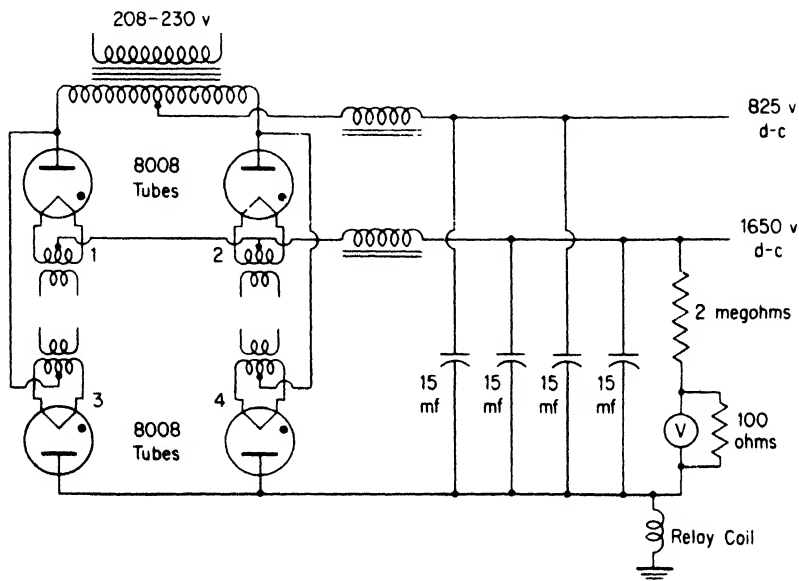 208-230 v
825 v
d-c
8008
Tubes
1
2
1650 v
d-c
2 megohms
3
4
15
mf
15
mf
15
mf
15
mf
8008
Tubes
V
100
ohms
Relay Coil